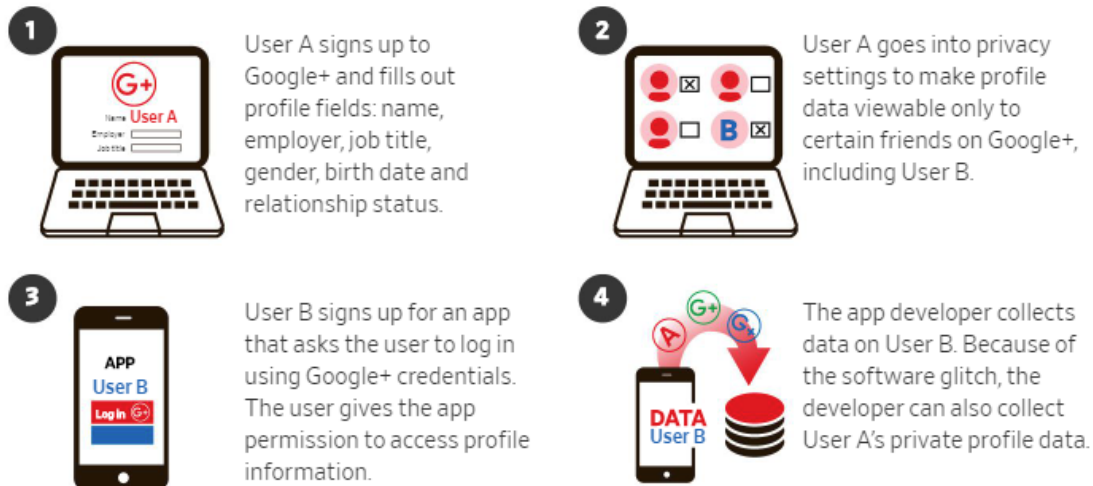 1
User A signs up to
Google+ and fills out
profile fields: name,
employer, job title,
gender, birth date and
relationship status.
G+
Name User A
Employer
Job title
2
User A goes into privacy
settings to make profile
data viewable only to
certain friends on Google+,
including User B.
B
3
User B signs up for an app
that asks the user to log in
using Google+ credentials.
The user gives the app
permission to access profile
information.
APP
User B
Log in G+
4
The app developer collects
data on User B. Because of
the software glitch, the
developer can also collect
User A's private profile data.
A
G+
DATA
User B